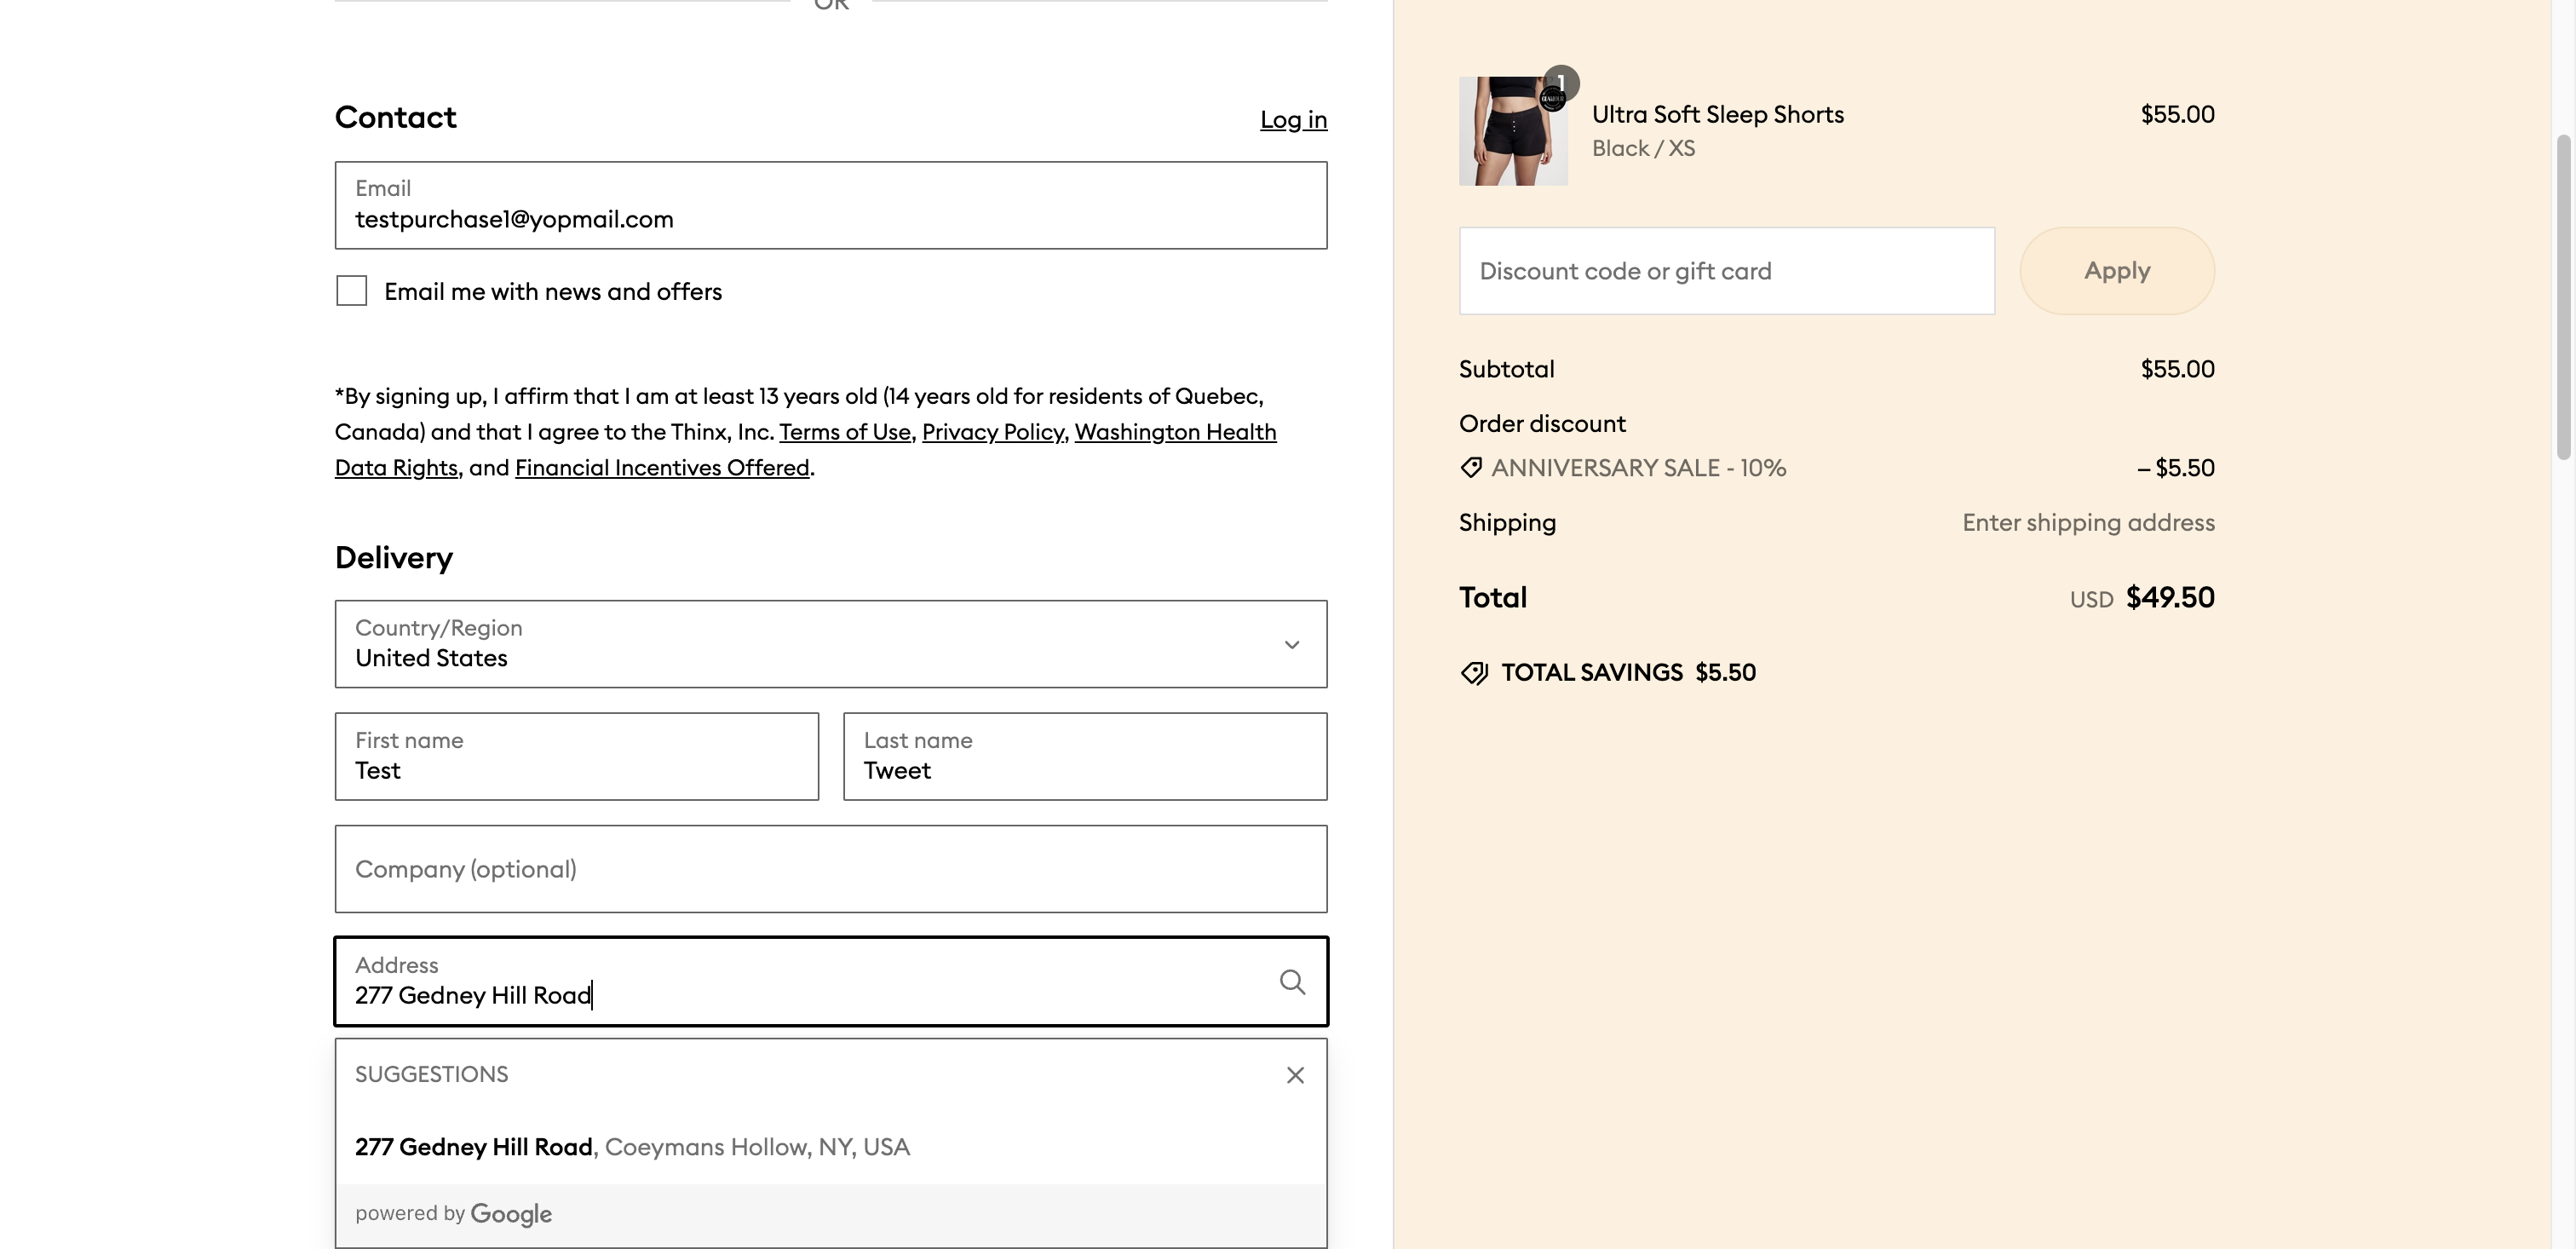 OR
Contact
Log in
Email
testpurchase1@yopmail.com
Email me with news and offers
*By signing up, I affirm that I am at least 13 years old (14 years old for residents of Quebec,
Canada) and that I agree to the Thinx, Inc. Terms of Use, Privacy Policy, Washington Health
Data Rights, and Financial Incentives Offered.
Delivery
Country/Region
United States
First name
Test
Last name
Tweet
Company (optional)
Address
277 Gedney Hill Road
SUGGESTIONS
277 Gedney Hill Road, Coeymans Hollow, NY, USA
powered by Google
1
Ultra Soft Sleep Shorts
$55.00
Black / XS
Discount code or gift card
Apply
Subtotal
$55.00
Order discount
ANNIVERSARY SALE - 10%
– $5.50
Shipping
Enter shipping address
Total
USD $49.50
TOTAL SAVINGS $5.50